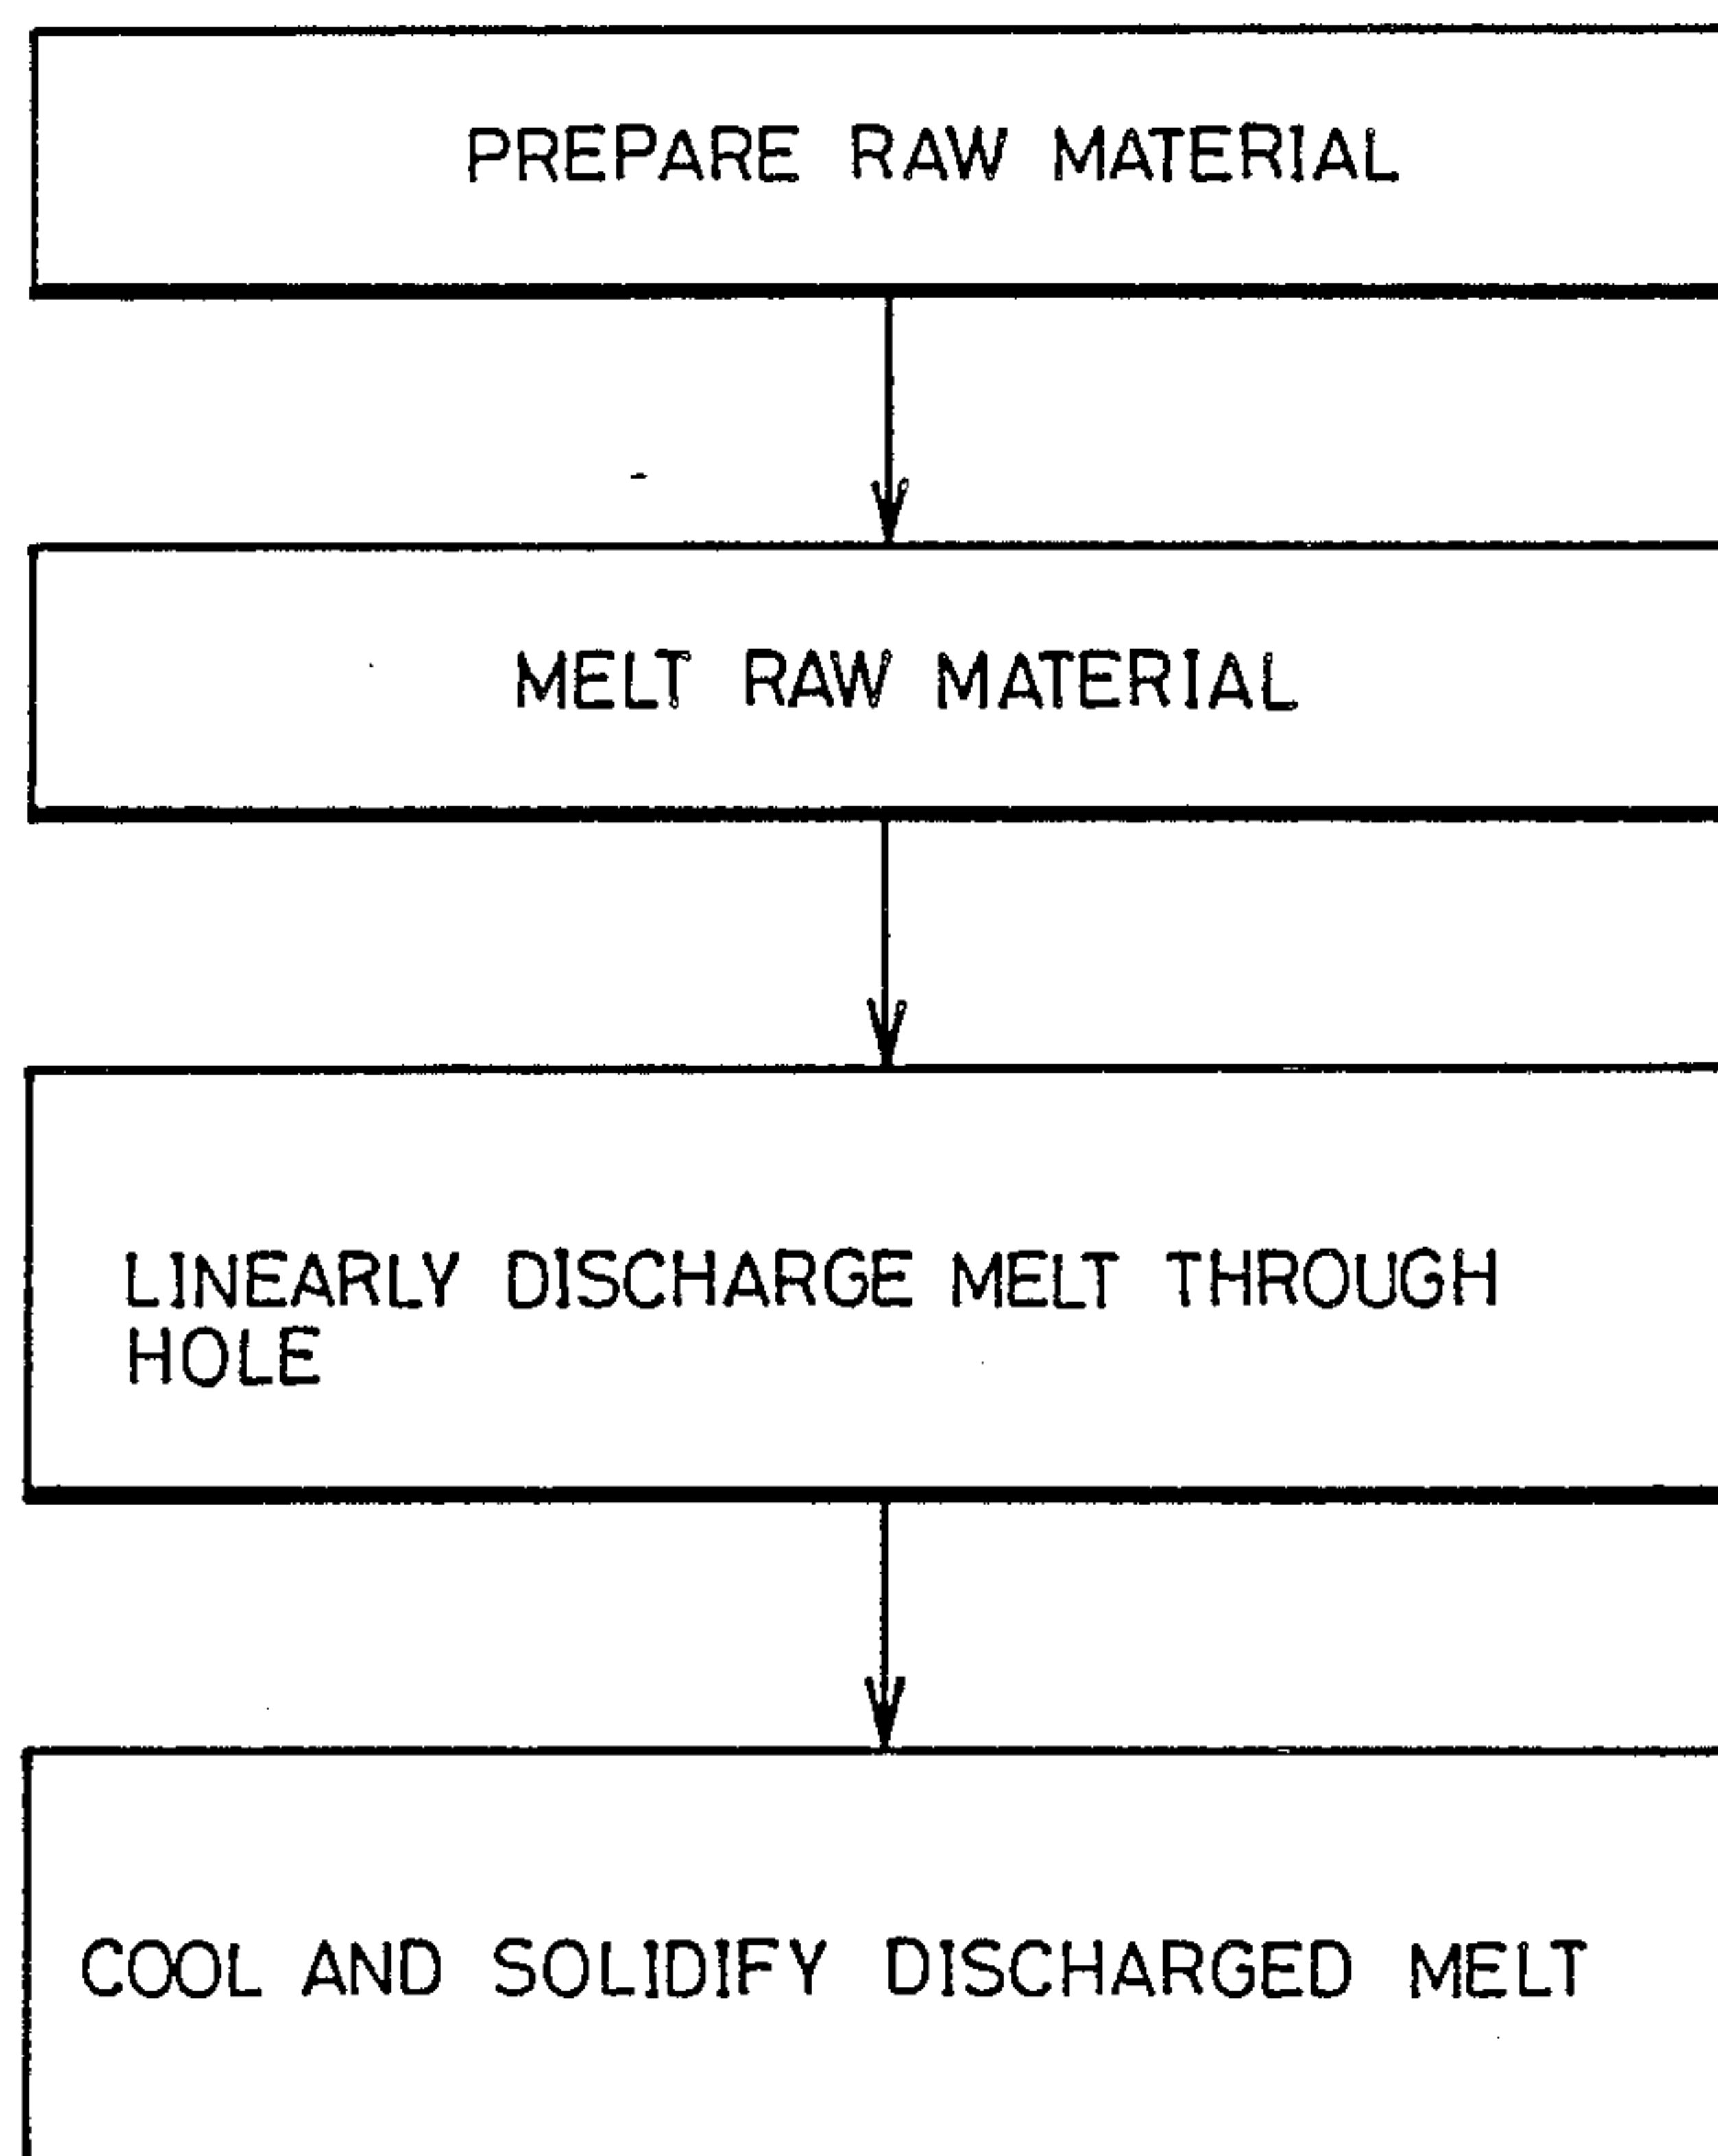 PREPARE RAW MATERIAL
MELT RAW MATERIAL
LINEARLY DISCHARGE MELT THROUGH
HOLE
COOL AND SOLIDIFY DISCHARGED MELT